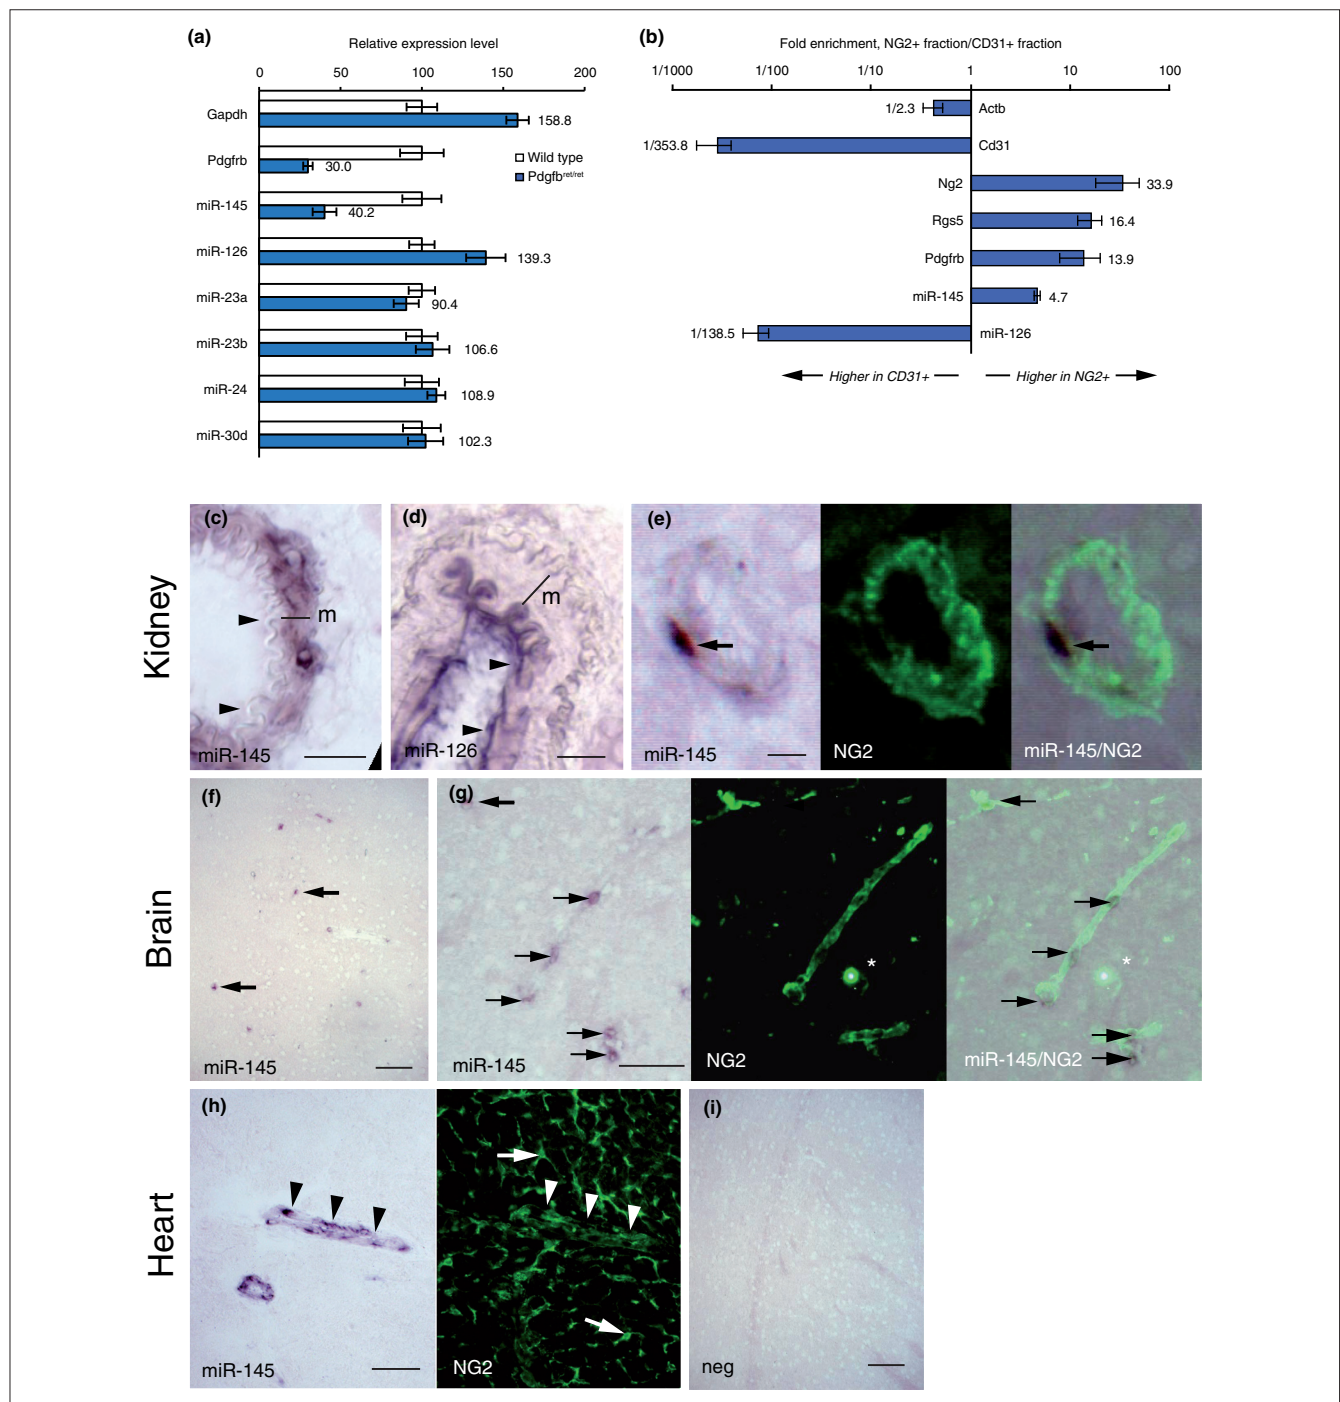 (a)
Relative expression level
0 50 100 150 200
Gapdh 158.8
Pdgfrb 30.0
Wild type
Pdgfb^ret/ret
miR-145 40.2
miR-126 139.3
miR-23a 90.4
miR-23b 106.6
miR-24 108.9
miR-30d 102.3
(b)
Fold enrichment, NG2+ fraction/CD31+ fraction
1/1000 1/100 1/10 1 10 100
1/2.3 Actb
1/353.8 Cd31
Ng2 33.9
Rgs5 16.4
Pdgfrb 13.9
miR-145 4.7
1/138.5 miR-126
Higher in CD31+ Higher in NG2+
Kidney
(c)
m
miR-145
(d)
m
miR-126
(e)
miR-145
NG2
miR-145/NG2
Brain
(f)
miR-145
(g)
miR-145
*
NG2
*
miR-145/NG2
Heart
(h)
miR-145
NG2
(i)
neg